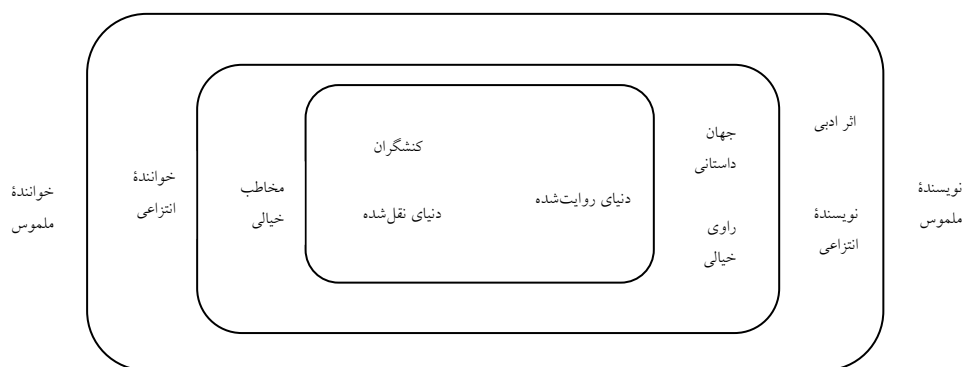 نویسندهٔ
ملموس
اثر ادبی
نویسندهٔ
انتزاعی
جهان
داستانی
راوی
خیالی
دنیای روایت‌شده
کنشگران
دنیای نقل‌شده
مخاطب
خیالی
خوانندهٔ
انتزاعی
خوانندهٔ
ملموس